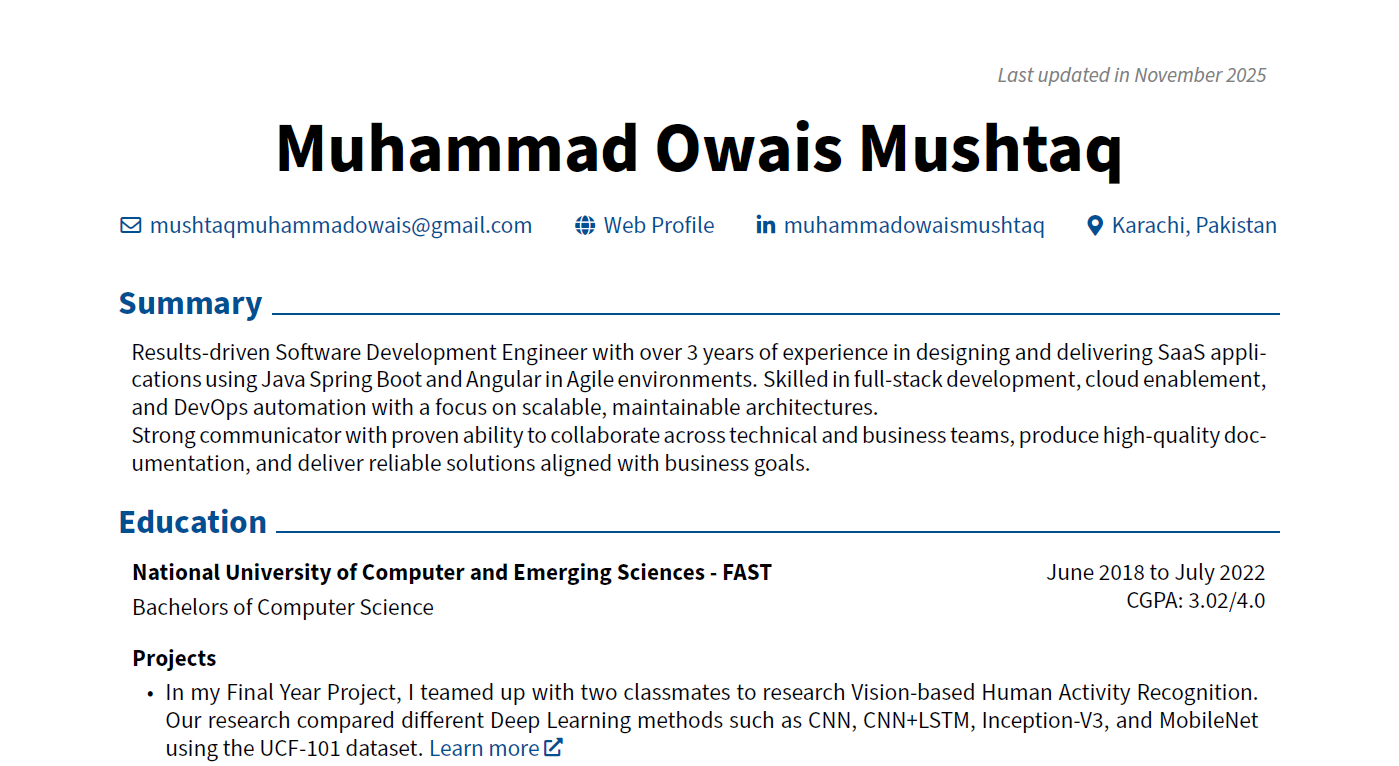 Last updated in November 2025
Muhammad Owais Mushtaq
mushtaqmuhammadowais@gmail.com Web Profile muhammadowaismushtaq Karachi, Pakistan
Summary
Results-driven Software Development Engineer with over 3 years of experience in designing and delivering SaaS appli-
cations using Java Spring Boot and Angular in Agile environments. Skilled in full-stack development, cloud enablement,
and DevOps automation with a focus on scalable, maintainable architectures.
Strong communicator with proven ability to collaborate across technical and business teams, produce high-quality doc-
umentation, and deliver reliable solutions aligned with business goals.
Education
National University of Computer and Emerging Sciences - FAST June 2018 to July 2022
Bachelors of Computer Science CGPA: 3.02/4.0
Projects
• In my Final Year Project, I teamed up with two classmates to research Vision-based Human Activity Recognition.
Our research compared different Deep Learning methods such as CNN, CNN+LSTM, Inception-V3, and MobileNet
using the UCF-101 dataset. Learn more